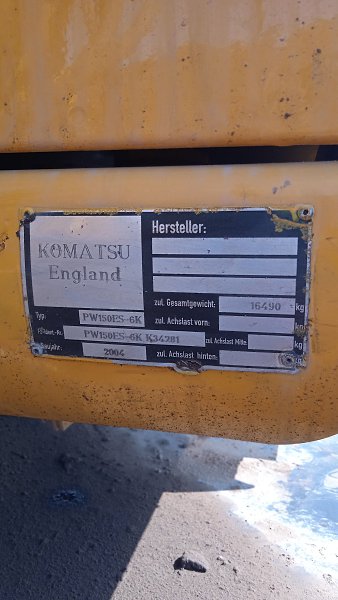 KOMATSU
England
Hersteller:
zul. Gesamtgewicht: 16490 kg
Typ: PW150ES-6K
zul. Achslast vorn: kg
PW150ES-6K K34281
zul. Achslast Mitte: kg
Baujahr: 2004
zul. Achslast hinten: kg